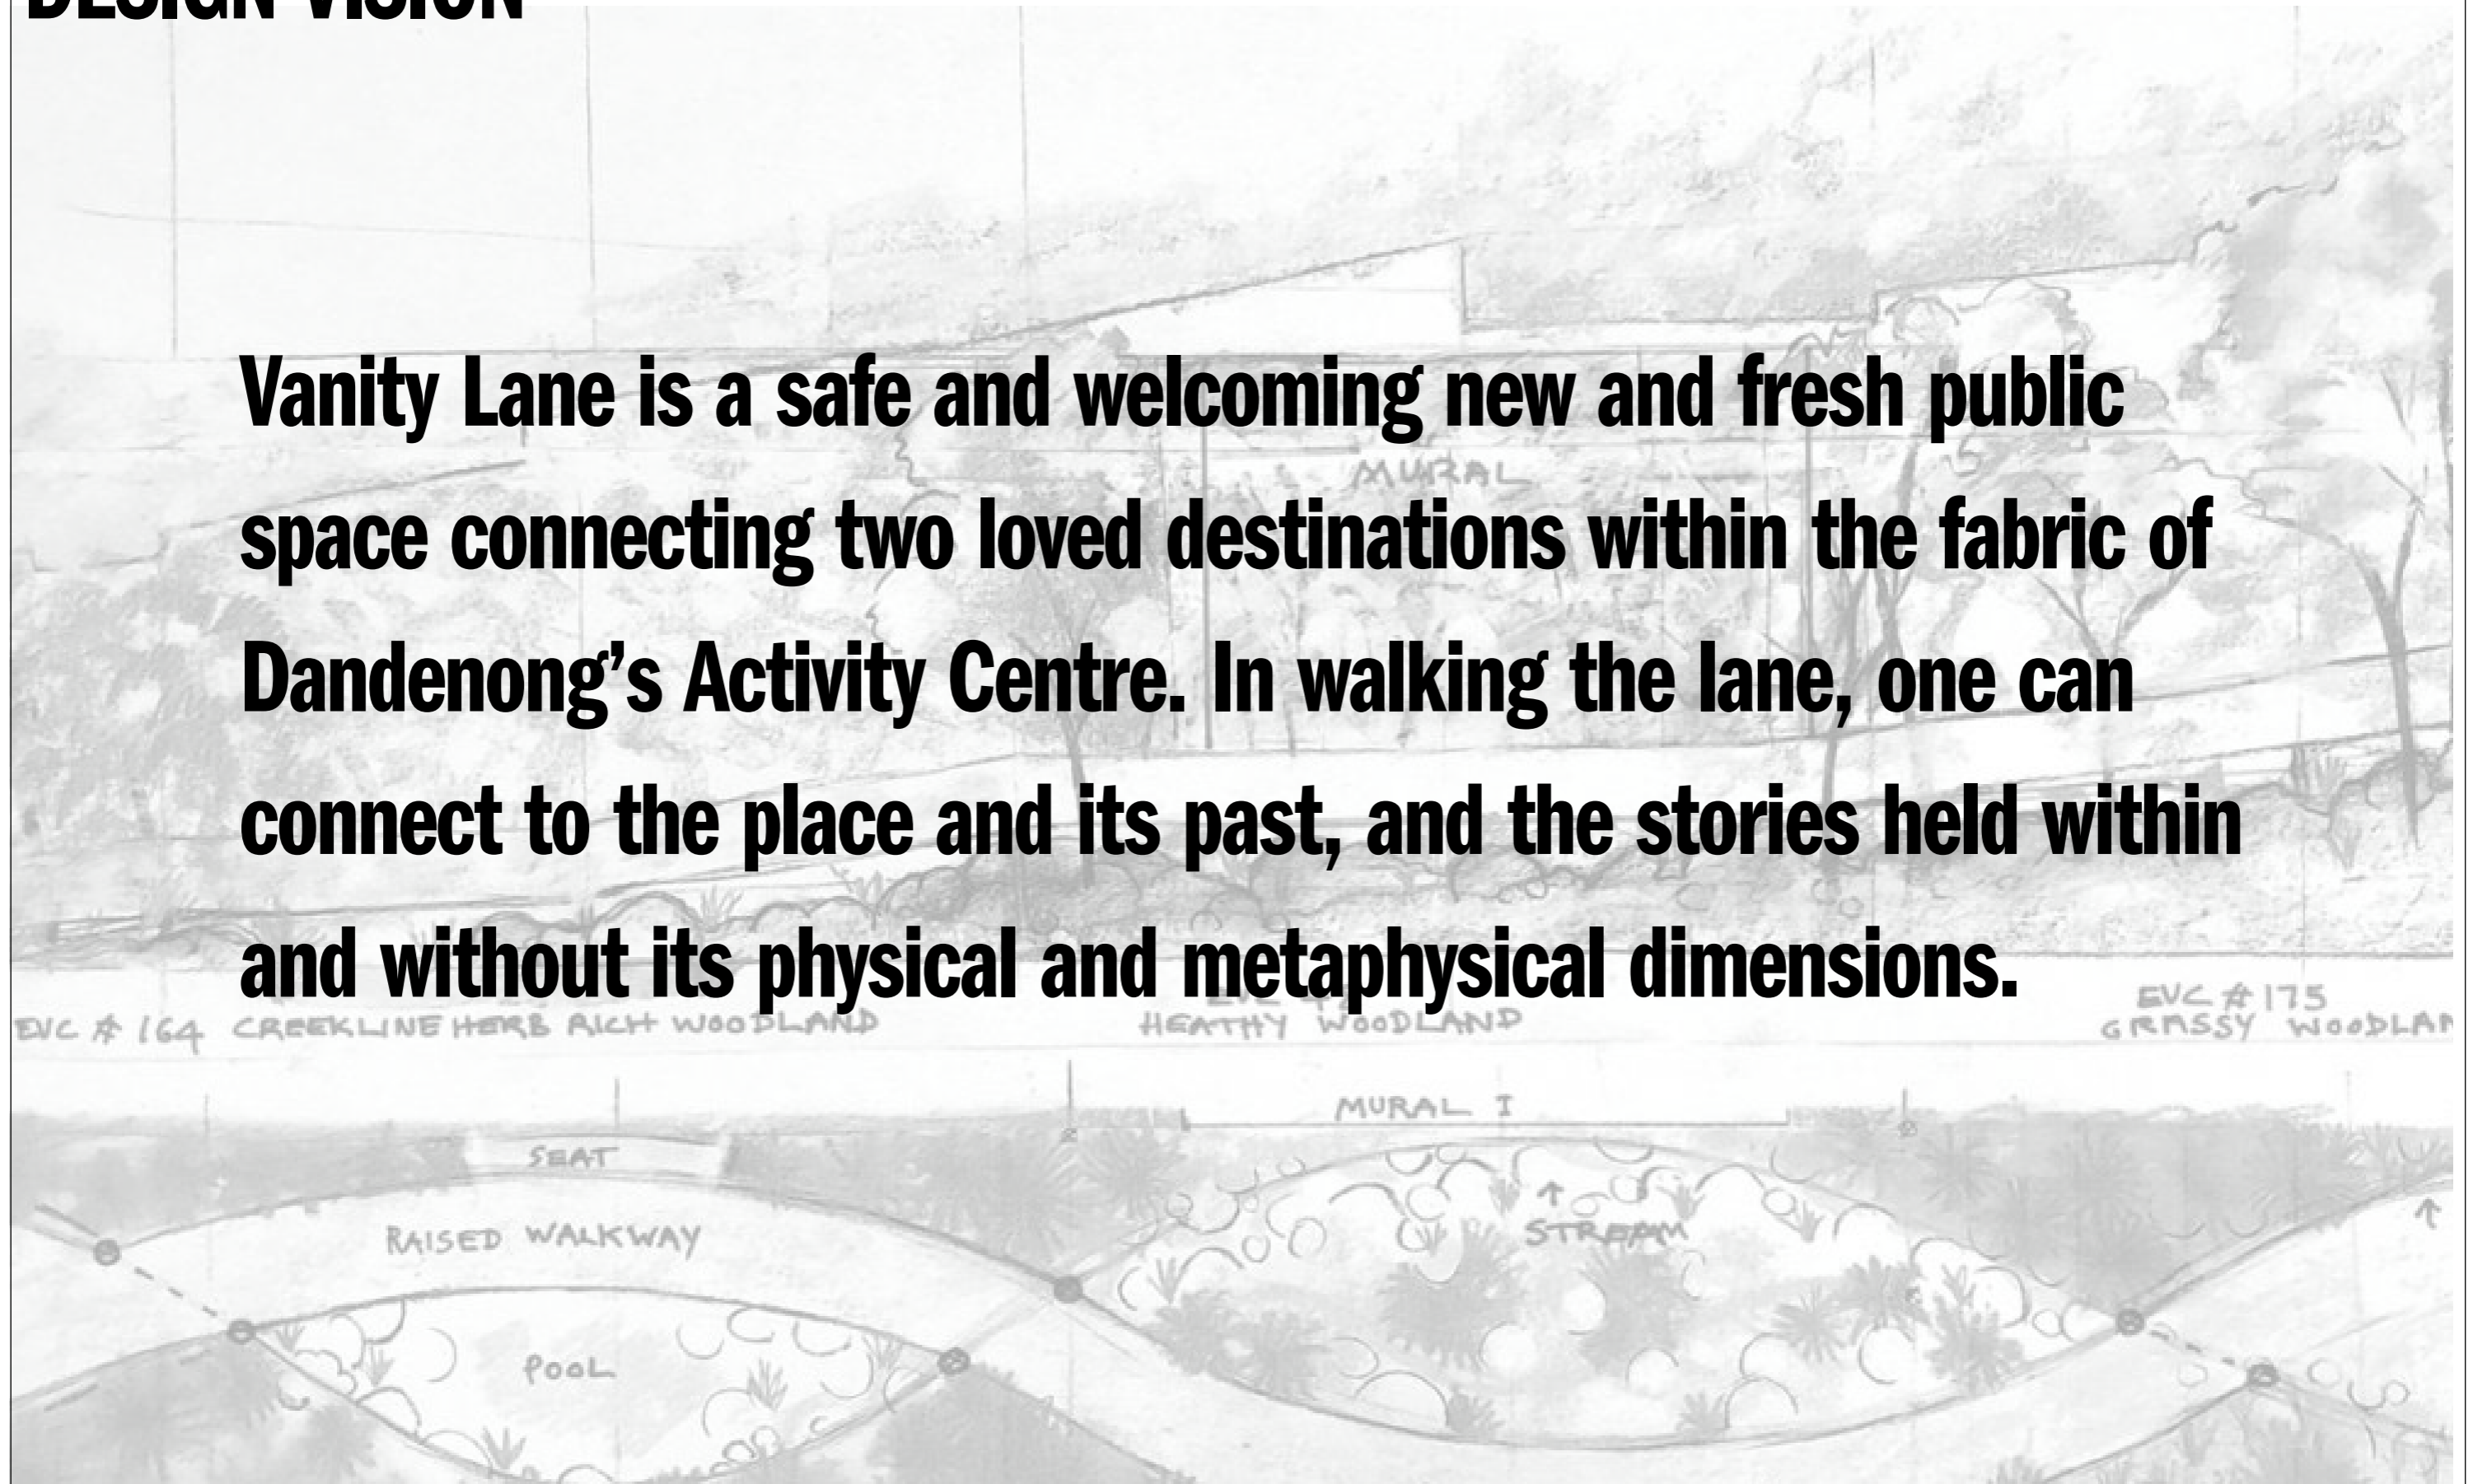 DESIGN VISION
Vanity Lane is a safe and welcoming new and fresh public
MURAL
space connecting two loved destinations within the fabric of
Dandenong’s Activity Centre. In walking the lane, one can
connect to the place and its past, and the stories held within
and without its physical and metaphysical dimensions.
EVC # 164 CREEKLINE HERB RICH WOODLAND
HEATHY WOODLAND
EVC # 175
GRASSY
MURAL I
SEAT
RAISED WALKWAY
STREAM
POOL